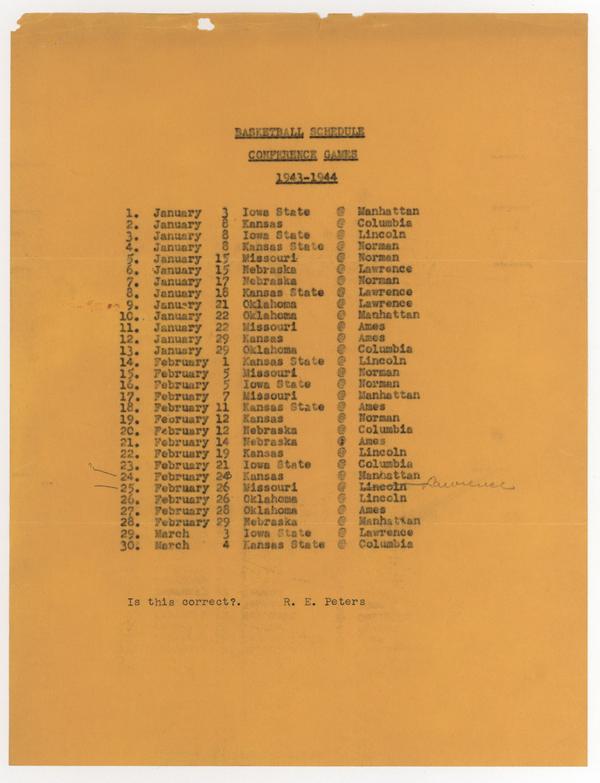 BASKETBALL SCHEDULE
CONFERENCE GAMES
1943-1944
1. January 3 Iowa State @ Manhattan
2. January 8 Kansas @ Columbia
3. January 8 Iowa State @ Lincoln
4. January 8 Kansas State @ Norman
5. January 15 Missouri @ Norman
6. January 15 Nebraska @ Lawrence
7. January 17 Nebraska @ Norman
8. January 18 Kansas State @ Lawrence
9. January 21 Oklahoma @ Lawrence
10. January 22 Oklahoma @ Manhattan
11. January 22 Missouri @ Ames
12. January 29 Kansas @ Ames
13. January 29 Oklahoma @ Columbia
14. February 1 Kansas State @ Lincoln
15. February 5 Missouri @ Norman
16. February 5 Iowa State @ Norman
17. February 7 Missouri @ Manhattan
18. February 11 Kansas State @ Ames
19. February 12 Kansas @ Norman
20. February 12 Nebraska @ Columbia
21. February 14 Nebraska @ Ames
22. February 19 Kansas @ Lincoln
23. February 21 Iowa State @ Columbia
24. February Kansas @ Manhattan
25. February 26 Missouri @ Lincoln Lawrence
26. February 26 Oklahoma @ Lincoln
27. February 28 Oklahoma @ Ames
28. February 29 Nebraska @ Manhattan
29. March 3 Iowa State @ Lawrence
30. March 4 Kansas State @ Columbia
Is this correct?. R. E. Peters